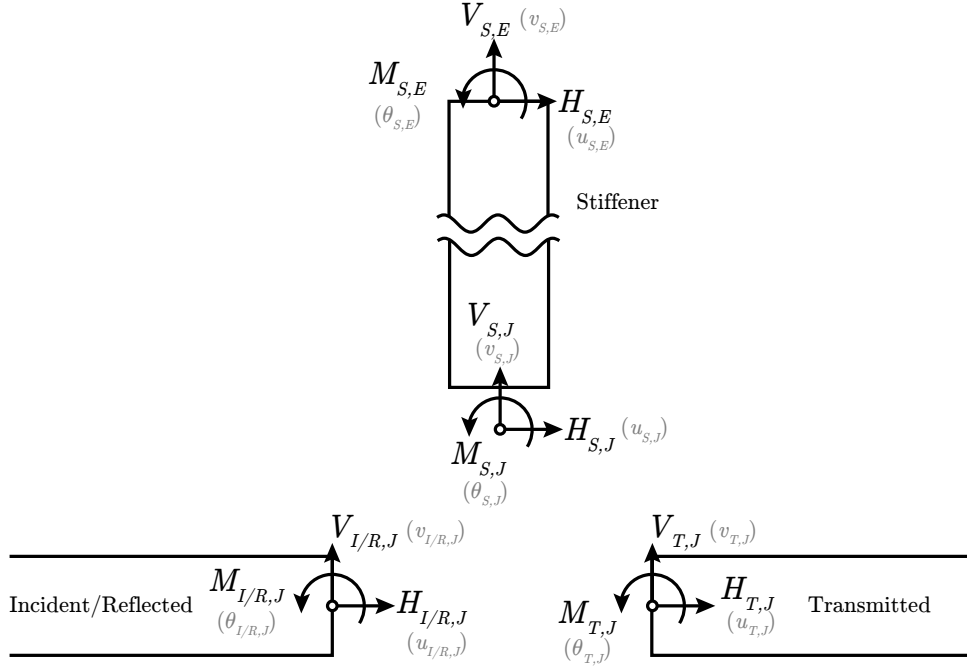 V_{S,E} (v_{S,E})
M_{S,E}
(θ_{S,E})
H_{S,E}
(u_{S,E})
Stiffener
V_{S,J}
(v_{S,J})
H_{S,J} (u_{S,J})
M_{S,J}
(θ_{S,J})
V_{I/R,J} (v_{I/R,J})
M_{I/R,J}
Incident/Reflected
(θ_{I/R,J})
H_{I/R,J}
(u_{I/R,J})
V_{T,J} (v_{T,J})
M_{T,J}
(θ_{T,J})
H_{T,J}
(u_{T,J})
Transmitted